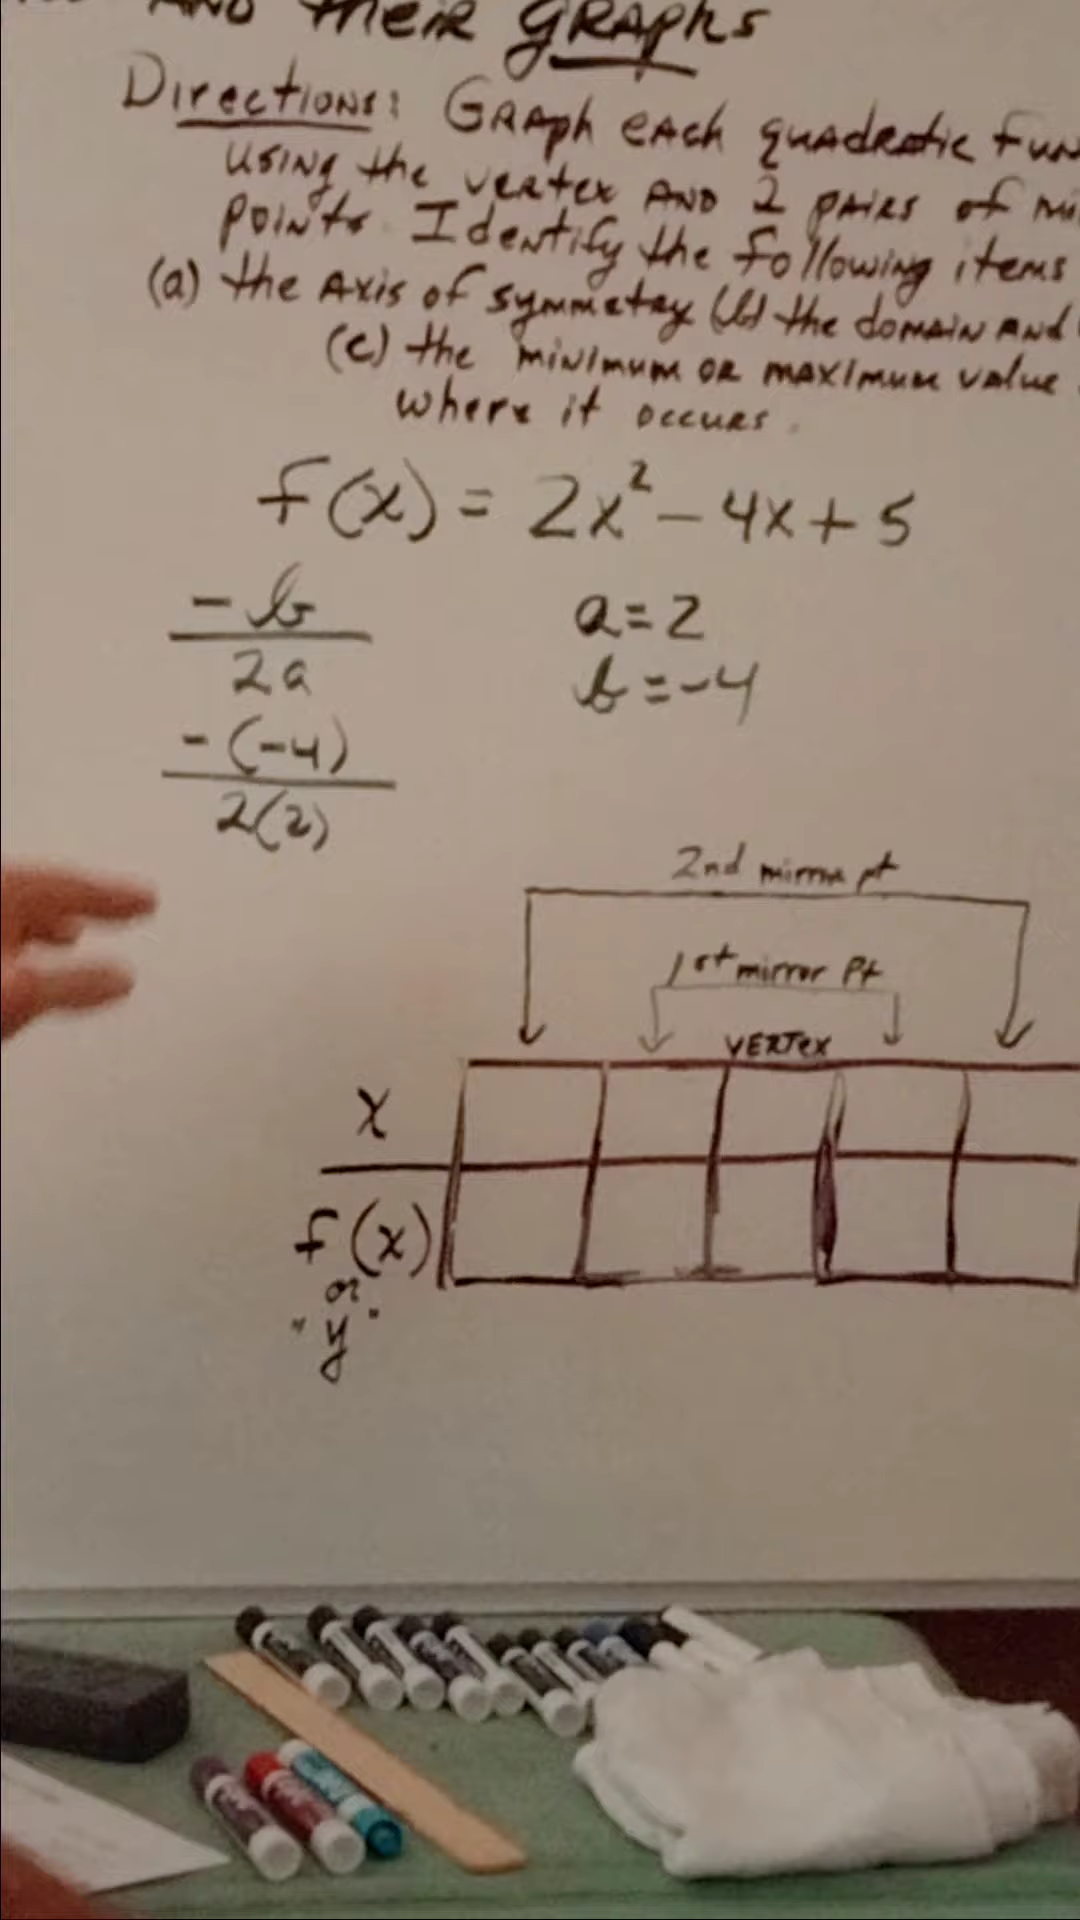 AND their GRAphs
Directions: GRAph eAch quadratic Fun
using the vertex AND 2 pAiRs of mi
points. Identify the following items
(a) the Axis of symmetry (b) the domain AND
(c) the minimum or maximum value
where it occurs.
f(x) = 2x² - 4x + 5
-b
2a
a = 2
b = -4
-(-4)
2(2)
2nd mirror pt
1st mirror Pt
VERTex
x
f(x)
or
"y"